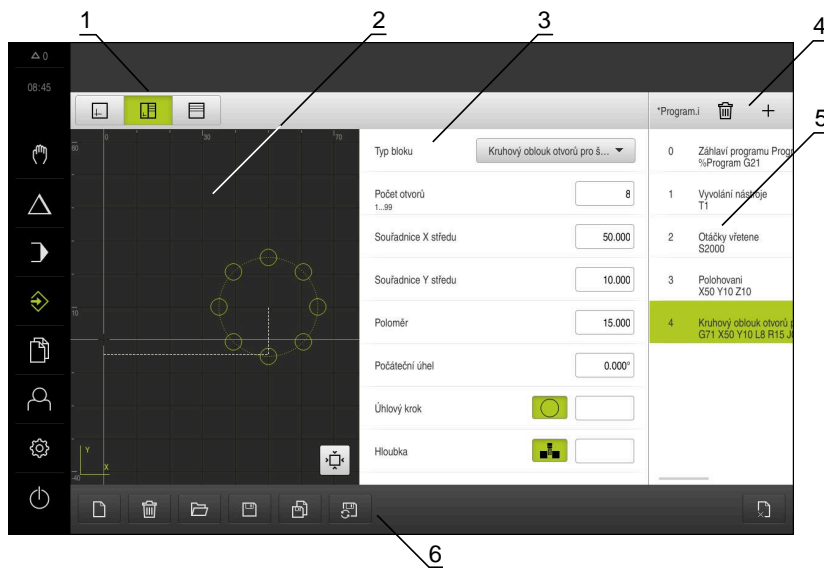 1
2
3
4
5
6
0
08:45
0
30
70
60
10
-40
Y
X
Typ bloku
Kruhový oblouk otvorů pro š...
Počet otvorů
1...99
8
Souřadnice X středu
50.000
Souřadnice Y středu
10.000
Poloměr
15.000
Počáteční úhel
0.000°
Úhlový krok
Hloubka
*Program.i
0 Záhlaví programu Progr
%Program G21
1 Vyvolání nástroje
T1
2 Otáčky vřetene
S2000
3 Polohovani
X50 Y10 Z10
4 Kruhový oblouk otvorů p
G71 X50 Y10 L8 R15 J